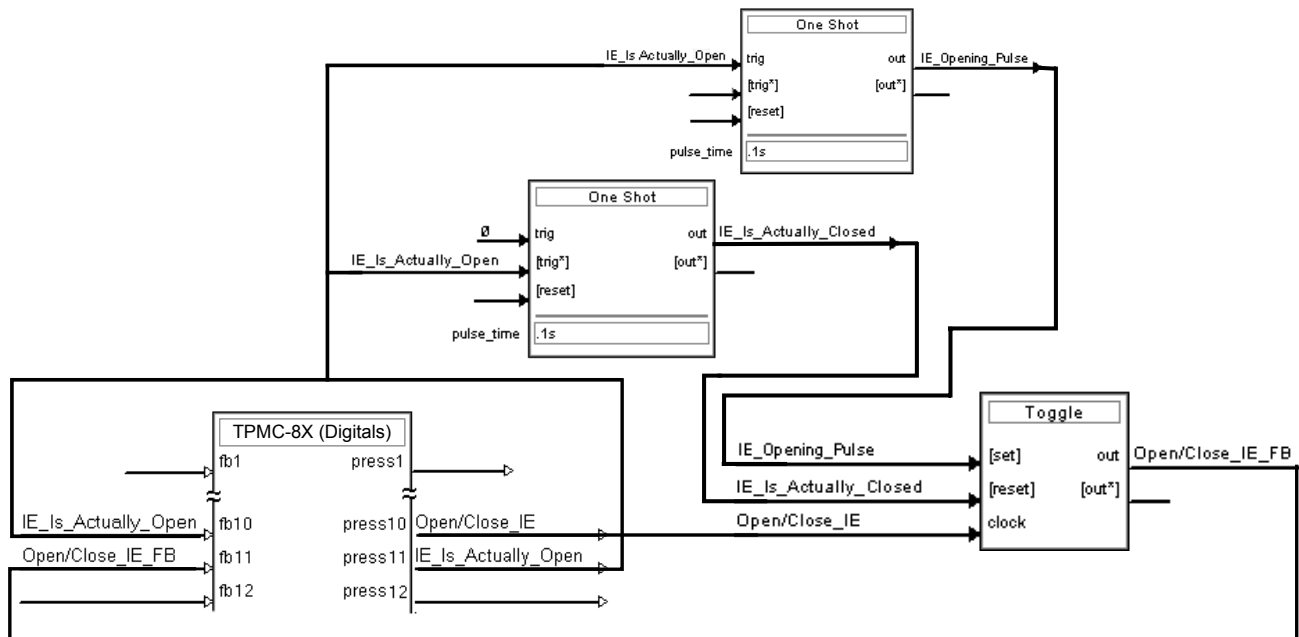 One Shot
IE_Is Actually_Open
trig
out
IE_Opening_Pulse
[trig*]
[out*]
[reset]
pulse_time
.1s
One Shot
Ø
trig
out
IE_Is_Actually_Closed
IE_Is_Actually_Open
[trig*]
[out*]
[reset]
pulse_time
.1s
TPMC-8X (Digitals)
fb1
press1
IE_Is_Actually_Open
fb10
press10
Open/Close_IE
Open/Close_IE_FB
fb11
press11
IE_Is_Actually_Open
fb12
press12
Toggle
IE_Opening_Pulse
[set]
out
Open/Close_IE_FB
IE_Is_Actually_Closed
[reset]
[out*]
Open/Close_IE
clock